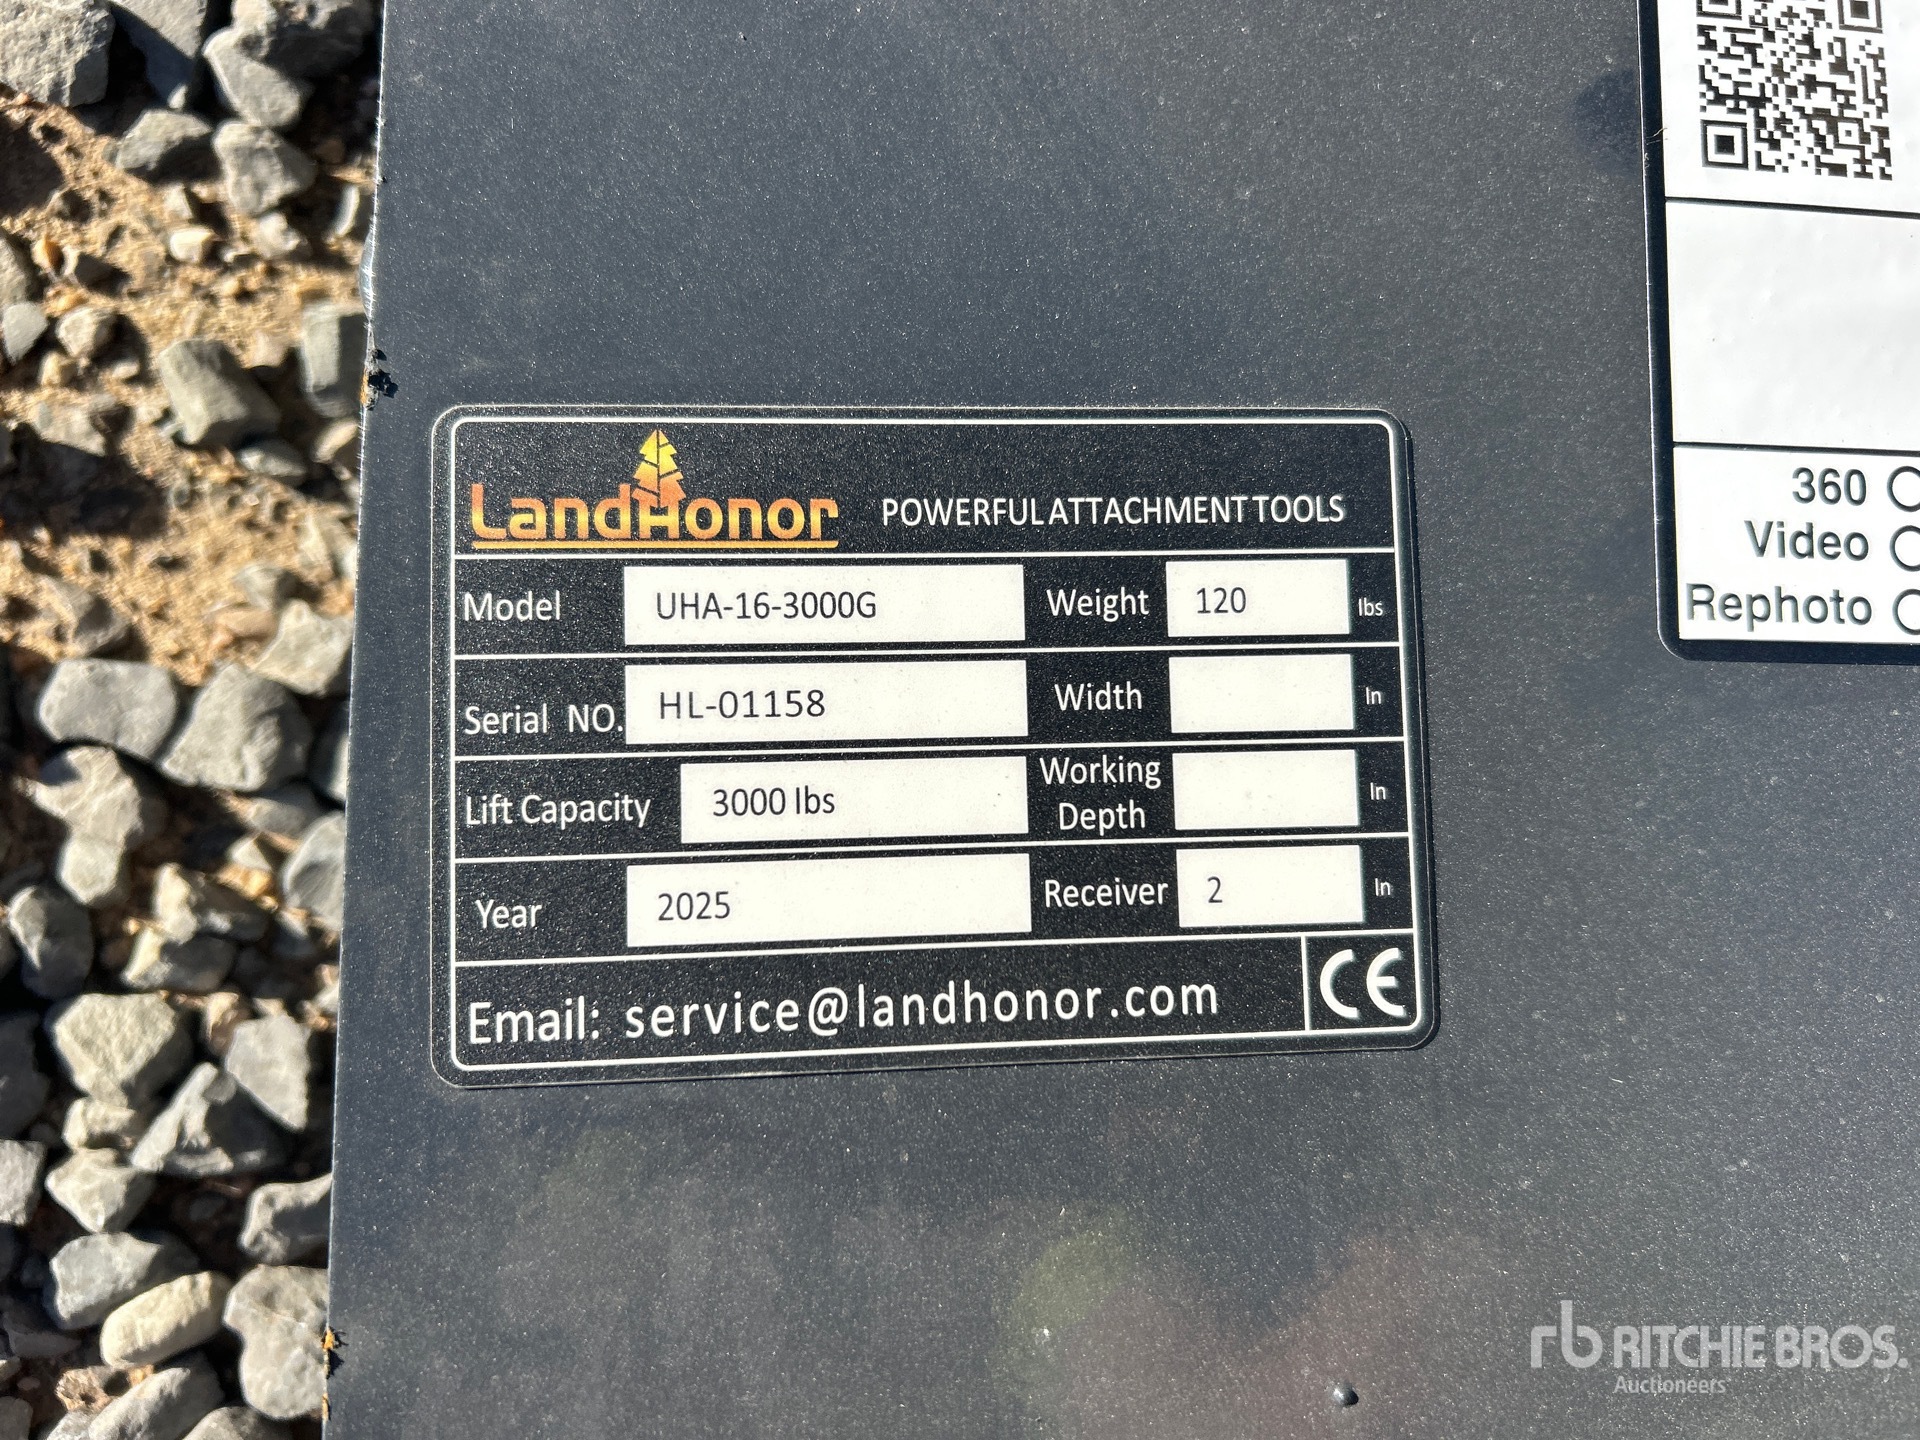 LandHonor POWERFUL ATTACHMENT TOOLS
Model UHA-16-3000G Weight 120 lbs
Serial NO. HL-01158 Width In
Lift Capacity 3000 lbs Working Depth In
Year 2025 Receiver 2 In
Email: service@landhonor.com CE
360
Video
Rephoto
rb RITCHIE BROS.
Auctioneers